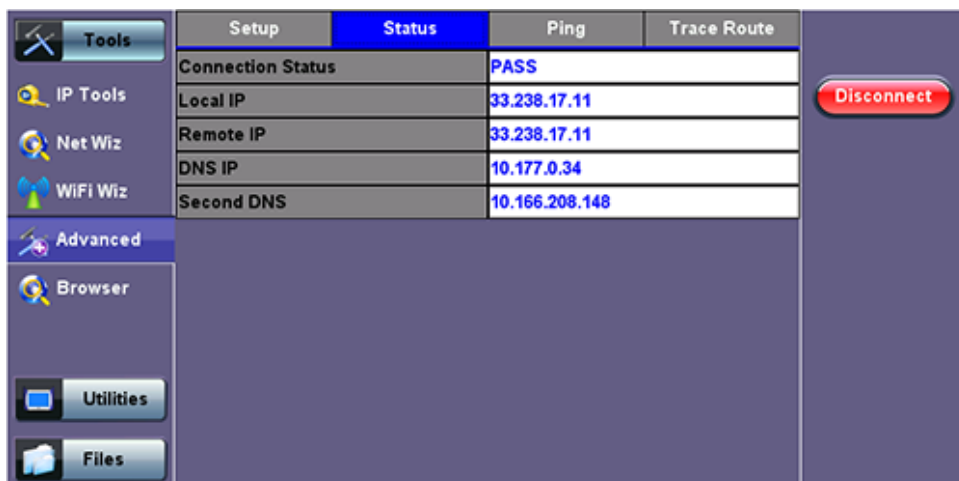 Tools
IP Tools
Net Wiz
WiFi Wiz
Advanced
Browser
Utilities
Files
Setup Status Ping Trace Route
Connection Status PASS
Local IP 33.238.17.11
Remote IP 33.238.17.11
DNS IP 10.177.0.34
Second DNS 10.166.208.148
Disconnect